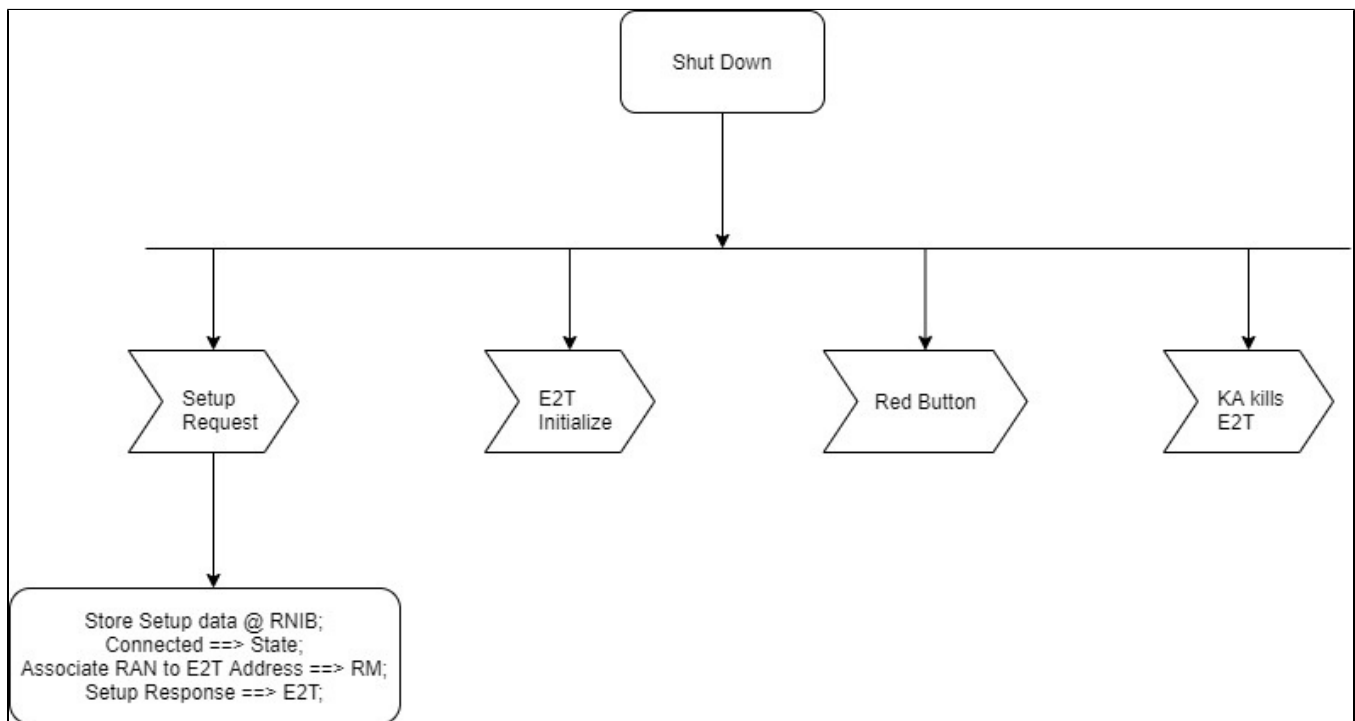 Shut Down
Setup
Request
E2T
Initialize
Red Button
KA kills
E2T
Store Setup data @ RNIB;
Connected ==> State;
Associate RAN to E2T Address ==> RM;
Setup Response ==> E2T;